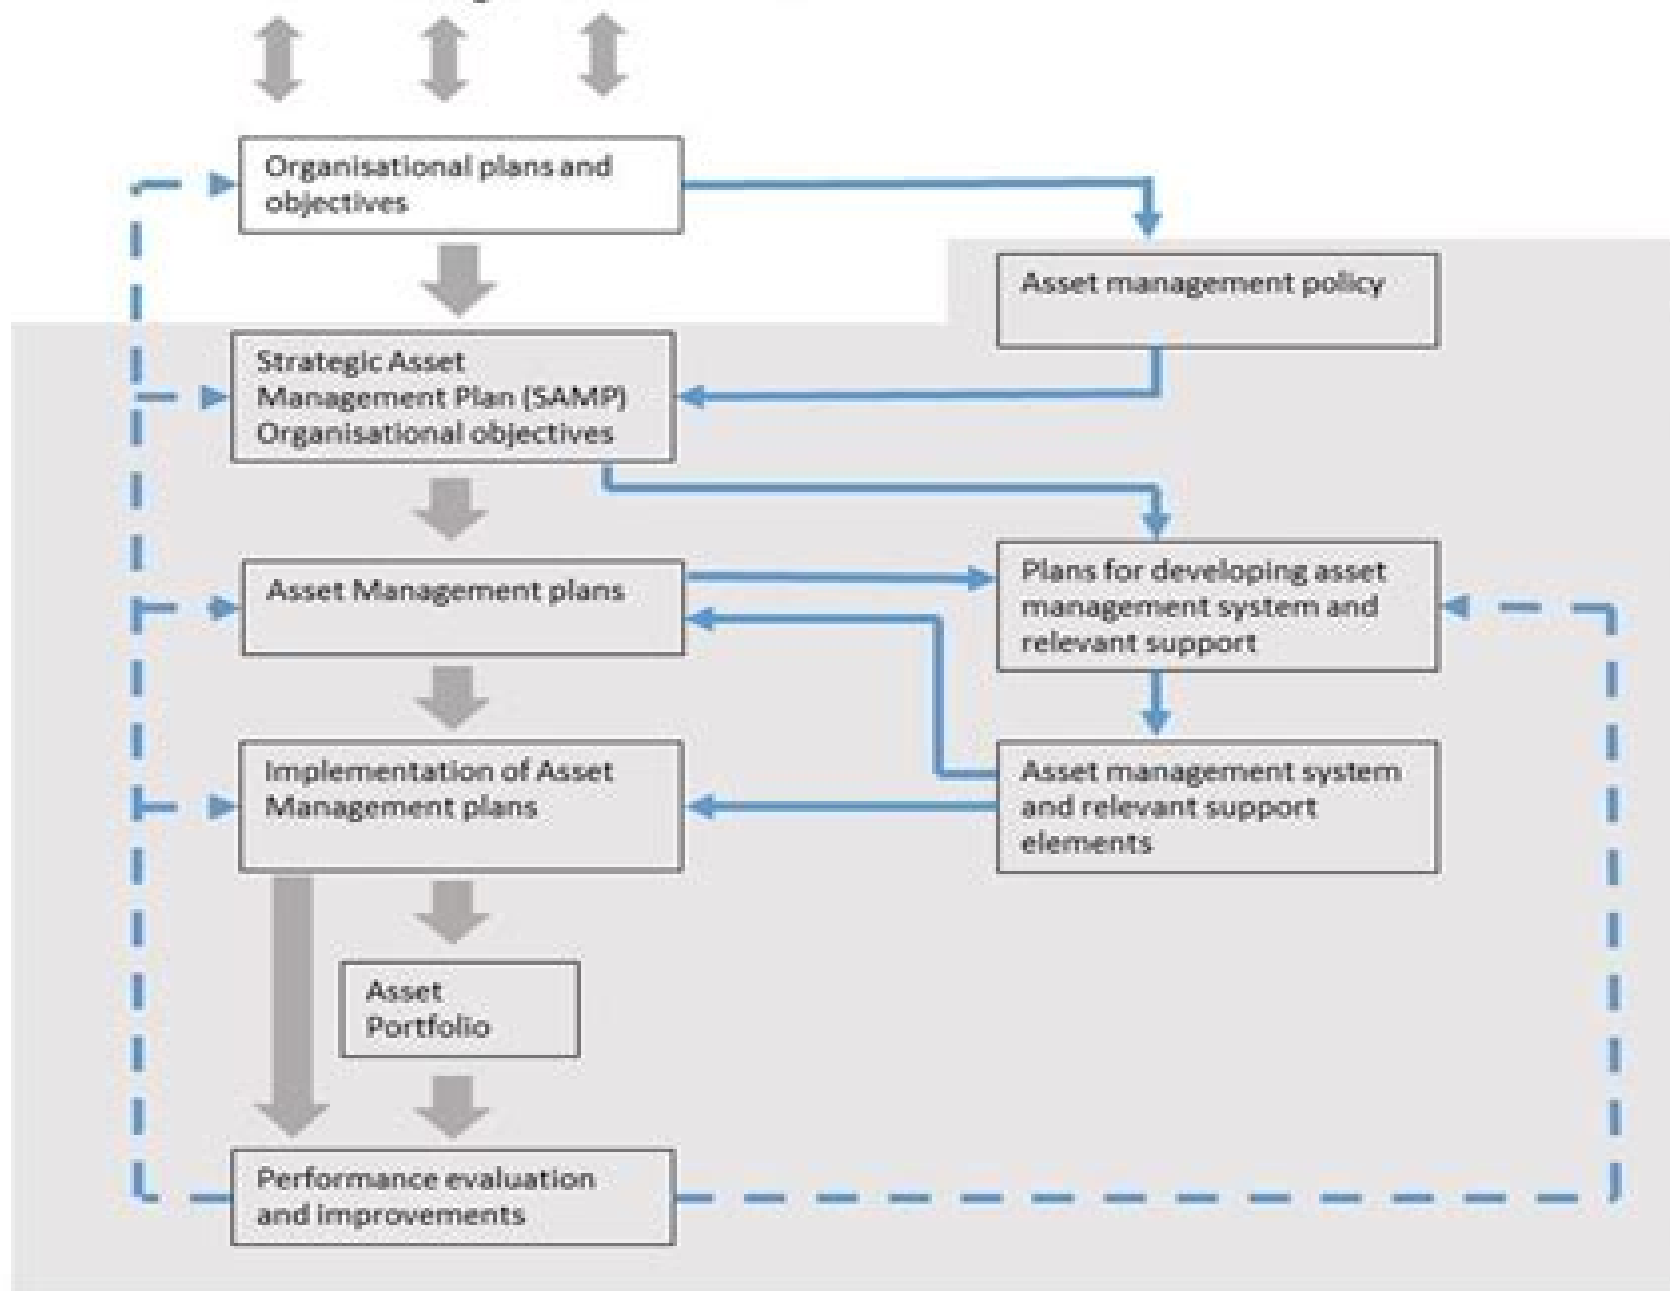 Organisational plans and
objectives
Asset management policy
Strategic Asset
Management Plan (SAMP)
Organisational objectives
Asset Management plans
Plans for developing asset
management system and
relevant support
Implementation of Asset
Management plans
Asset management system
and relevant support
elements
Asset
Portfolio
Performance evaluation
and improvements